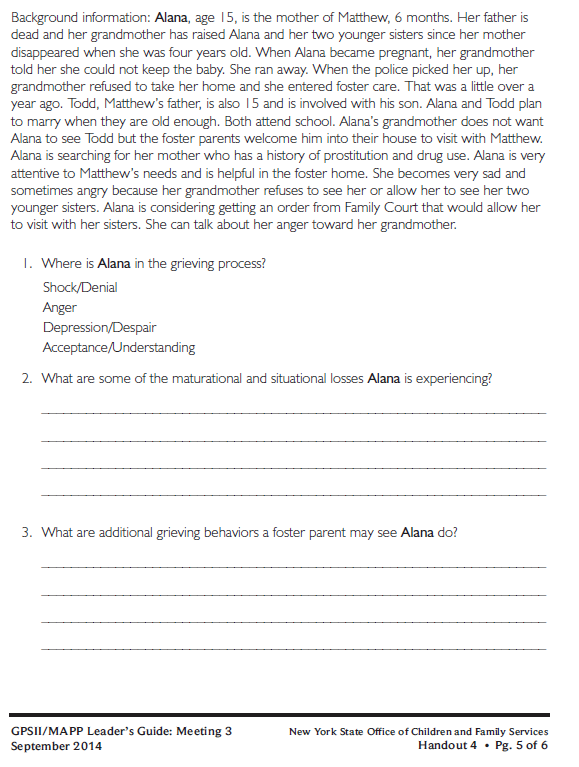 Background information: Alana, age 15, is the mother of Matthew, 6 months. Her father is
dead and her grandmother has raised Alana and her two younger sisters since her mother
disappeared when she was four years old. When Alana became pregnant, her grandmother
told her she could not keep the baby. She ran away. When the police picked her up, her
grandmother refused to take her home and she entered foster care. That was a little over a
year ago. Todd, Matthew's father, is also 15 and is involved with his son. Alana and Todd plan
to marry when they are old enough. Both attend school. Alana's grandmother does not want
Alana to see Todd but the foster parents welcome him into their house to visit with Matthew.
Alana is searching for her mother who has a history of prostitution and drug use. Alana is very
attentive to Matthew's needs and is helpful in the foster home. She becomes very sad and
sometimes angry because her grandmother refuses to see her or allow her to see her two
younger sisters. Alana is considering getting an order from Family Court that would allow her
to visit with her sisters. She can talk about her anger toward her grandmother.
1. Where is Alana in the grieving process?
Shock/Denial
Anger
Depression/Despair
Acceptance/Understanding
2. What are some of the maturational and situational losses Alana is experiencing?
3. What are additional grieving behaviors a foster parent may see Alana do?
GPSII/MAPP Leader's Guide: Meeting 3 New York State Office of Children and Family Services
September 2014 Handout 4 • Pg. 5 of 6